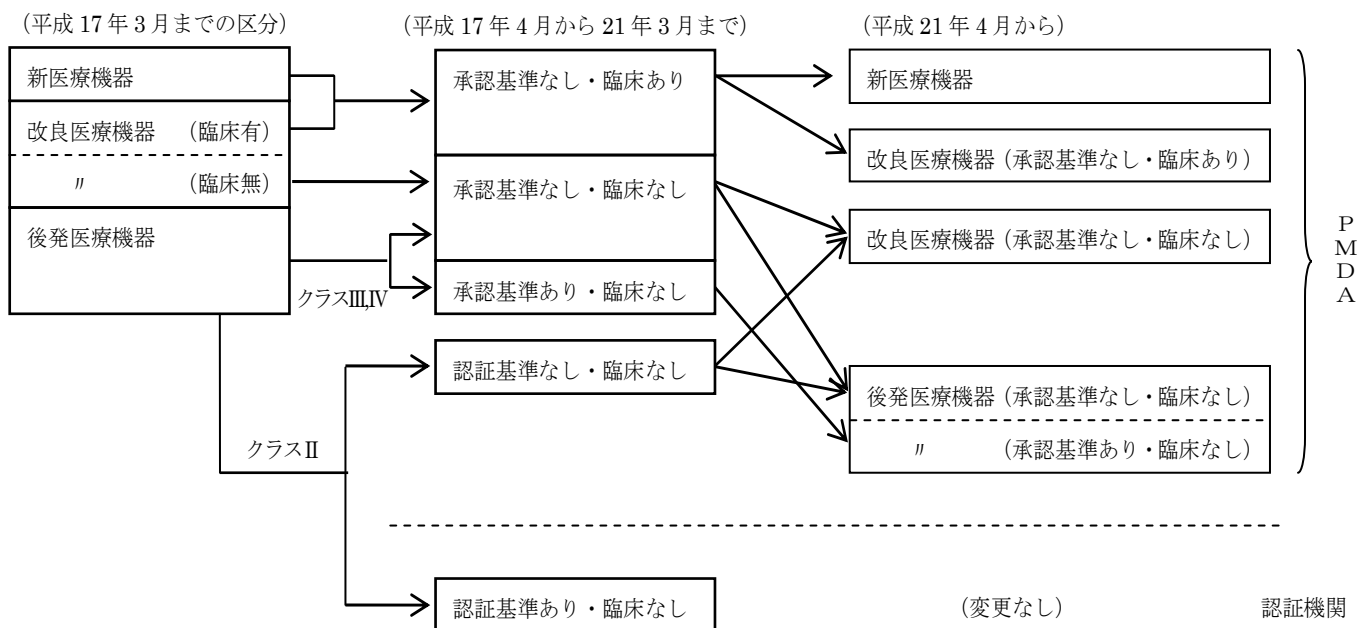 (平成 17 年 3 月までの区分)
(平成 17 年 4 月から 21 年 3 月まで)
(平成 21 年 4 月から)
新医療機器
改良医療機器 (臨床有)
〃 (臨床無)
後発医療機器
クラスⅢ,Ⅳ
クラスⅡ
承認基準なし・臨床あり
承認基準なし・臨床なし
承認基準あり・臨床なし
認証基準なし・臨床なし
認証基準あり・臨床なし
新医療機器
改良医療機器 (承認基準なし・臨床あり)
改良医療機器 (承認基準なし・臨床なし)
後発医療機器 (承認基準なし・臨床なし)
〃 (承認基準あり・臨床なし)
(変更なし)
PMDA
認証機関